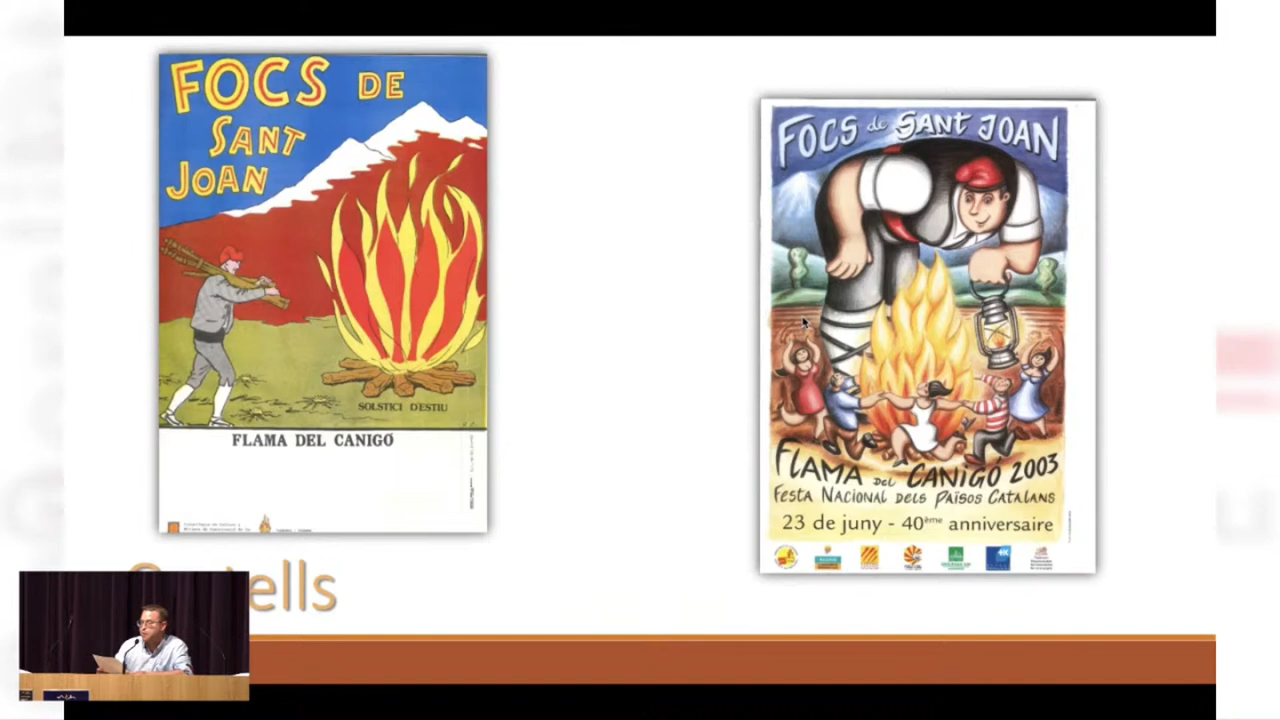 FOCS DE
SANT
JOAN
SOLSTICI D'ESTIU
FLAMA DEL CANIGÓ
FOCS de SANT JOAN
FLAMA DEL CANIGÓ 2003
FESTA NACIONAL DELS PAÏSOS CATALANS
23 de juny - 40ème anniversaire